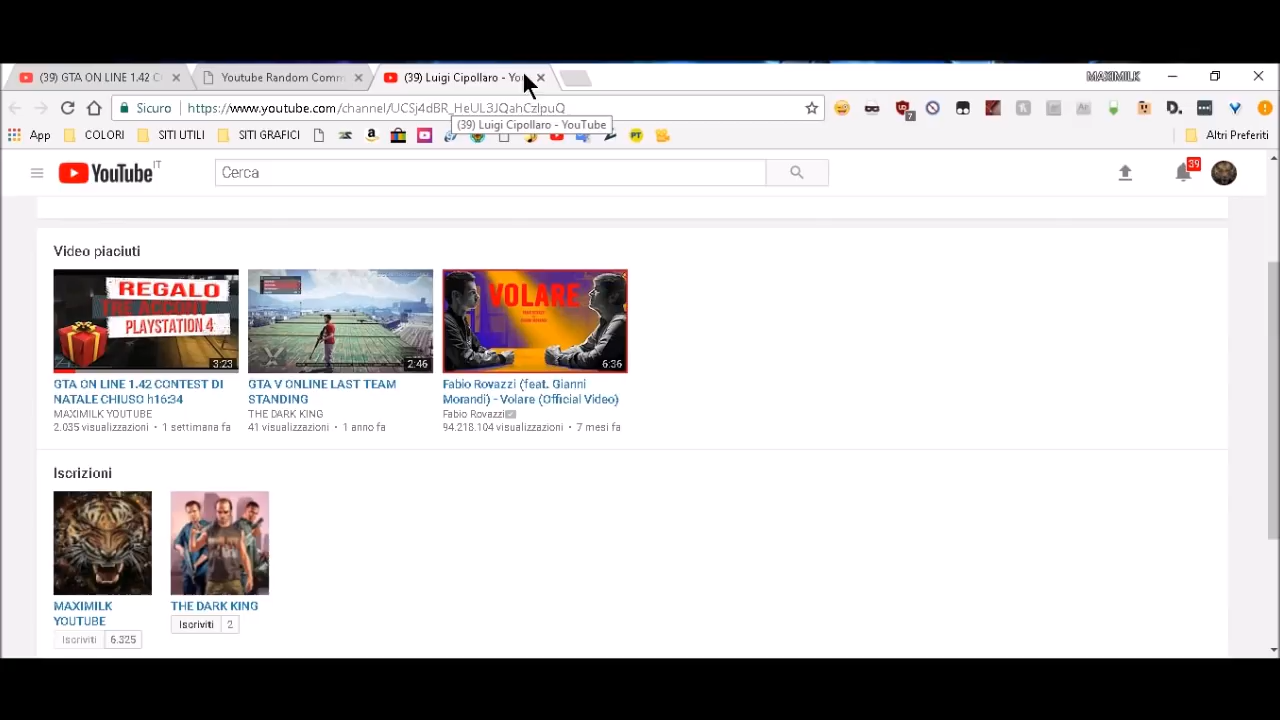 (39) GTA ON LINE 1.42 C
Youtube Random Comm
(39) Luigi Cipollaro - You
MAXIMILK
Sicuro
https://www.youtube.com/channel/UCSj4dBR_HeUL3JQahCzlpuQ
7
(39) Luigi Cipollaro - YouTube
App
COLORI
SITI UTILI
SITI GRAFICI
Altri Preferiti
YouTube IT
Cerca
39
Video piaciuti
REGALO
THE ACCONT
PLAYSTATION 4
3:23
2:46
VOLARE
6:36
GTA ON LINE 1.42 CONTEST DI
NATALE CHIUSO h16:34
MAXIMILK YOUTUBE
2.035 visualizzazioni • 1 settimana fa
GTA V ONLINE LAST TEAM
STANDING
THE DARK KING
41 visualizzazioni • 1 anno fa
Fabio Rovazzi (feat. Gianni
Morandi) - Volare (Official Video)
Fabio Rovazzi
94.218.104 visualizzazioni • 7 mesi fa
Iscrizioni
MAXIMILK
YOUTUBE
Iscriviti 6.325
THE DARK KING
Iscriviti 2